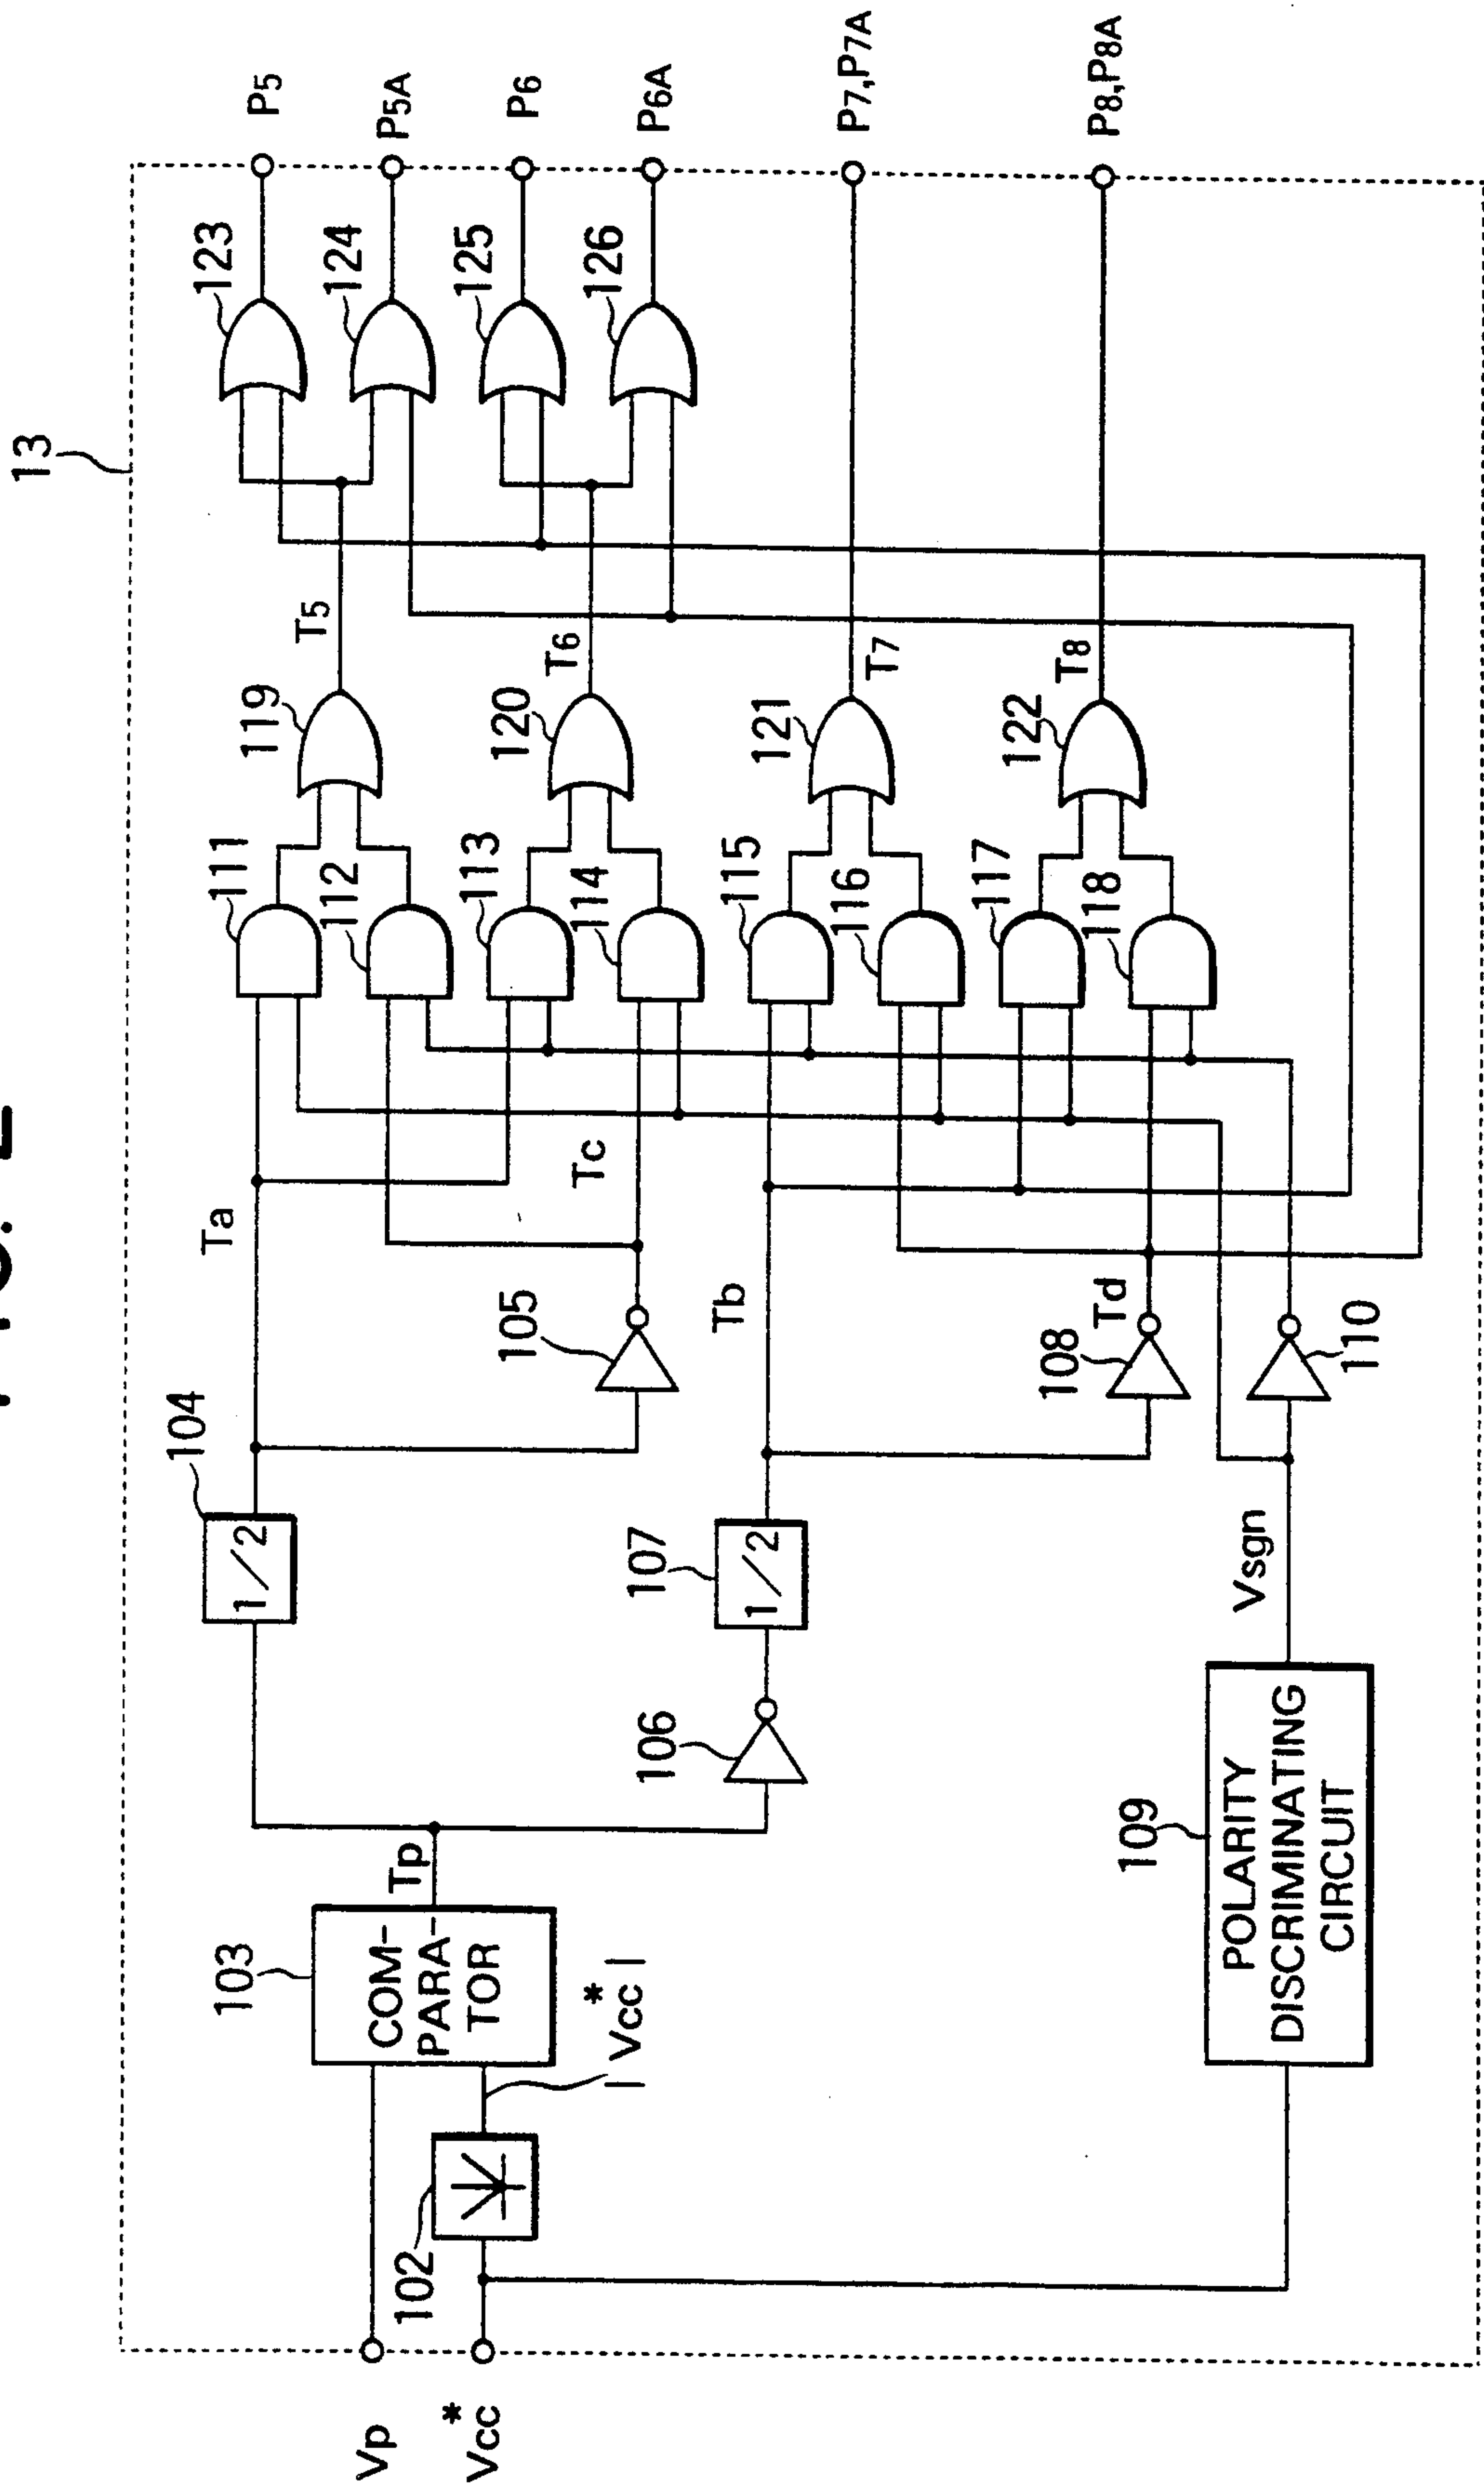 13
Vp
Vcc*
102
|Vcc*|
103
COM-
PARA-
TOR
Tp
104
1/2
Ta
105
Tc
106
107
1/2
Tb
108
Td
109
POLARITY
DISCRIMINATING
CIRCUIT
Vsgn
110
111
112
113
114
115
116
117
118
119
120
121
122
T5
T6
T7
T8
123
124
125
126
P5
P5A
P6
P6A
P7,P7A
P8,P8A